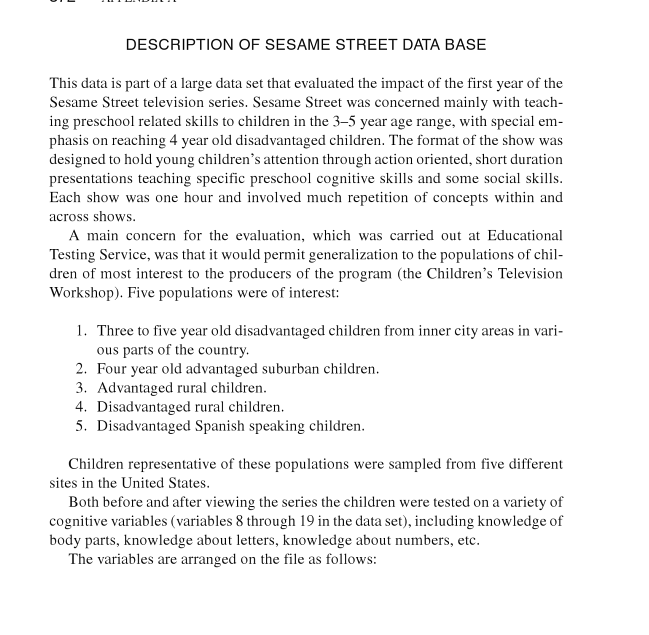 DESCRIPTION OF SESAME STREET DATA BASE
This data is part of a large data set that evaluated the impact of the first year of the
Sesame Street television series. Sesame Street was concerned mainly with teach-
ing preschool related skills to children in the 3–5 year age range, with special em-
phasis on reaching 4 year old disadvantaged children. The format of the show was
designed to hold young children's attention through action oriented, short duration
presentations teaching specific preschool cognitive skills and some social skills.
Each show was one hour and involved much repetition of concepts within and
across shows.
A main concern for the evaluation, which was carried out at Educational
Testing Service, was that it would permit generalization to the populations of chil-
dren of most interest to the producers of the program (the Children's Television
Workshop). Five populations were of interest:
1. Three to five year old disadvantaged children from inner city areas in vari-
ous parts of the country.
2. Four year old advantaged suburban children.
3. Advantaged rural children.
4. Disadvantaged rural children.
5. Disadvantaged Spanish speaking children.
Children representative of these populations were sampled from five different
sites in the United States.
Both before and after viewing the series the children were tested on a variety of
cognitive variables (variables 8 through 19 in the data set), including knowledge of
body parts, knowledge about letters, knowledge about numbers, etc.
The variables are arranged on the file as follows: